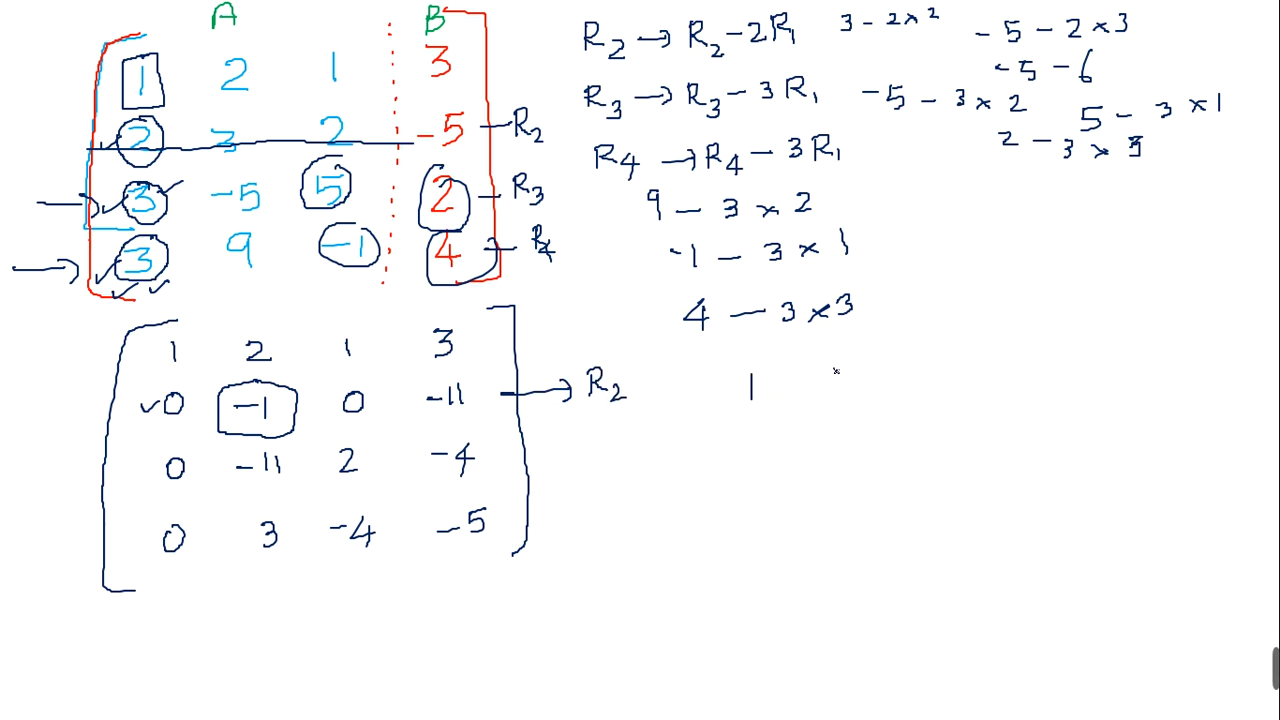 A B
1 2 1 3
2 3 2 -5 — R2
3 -5 5 2 — R3
3 9 -1 4 — R4
R2 → R2 - 2R1 3 - 2×2 -5 - 2×3
-5 - 6
R3 → R3 - 3R1 -5 - 3×2 5 - 3×1
2 - 3×3
R4 → R4 - 3R1
9 - 3×2
-1 - 3×1
4 - 3×3
1 2 1 3
0 -1 0 -11 → R2
0 -11 2 -4
0 3 -4 -5
1